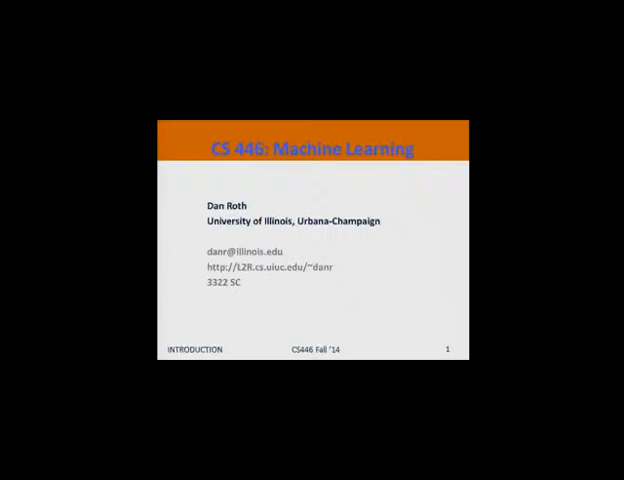 CS 446: Machine Learning
Dan Roth
University of Illinois, Urbana-Champaign
danr@illinois.edu
http://L2R.cs.uiuc.edu/~danr
3322 SC
INTRODUCTION CS446 Fall '14 1